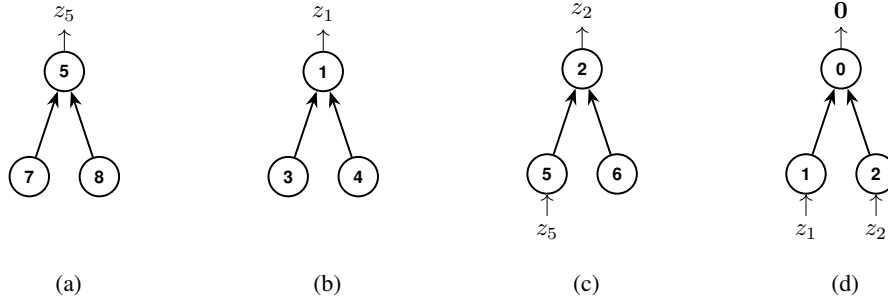 z₅ z₁ z₂ 0
5 1 2 0
7 8 3 4 5 6 1 2
z₅ z₁ z₂
(a) (b) (c) (d)